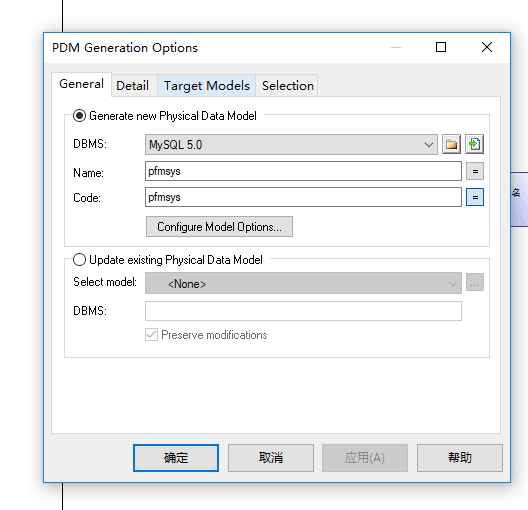 PDM Generation Options
General Detail Target Models Selection
Generate new Physical Data Model
DBMS: MySQL 5.0
Name: pfmsys =
Code: pfmsys =
名
Configure Model Options...
Update existing Physical Data Model
Select model: <None> ...
DBMS:
Preserve modifications
确定 取消 应用(A) 帮助